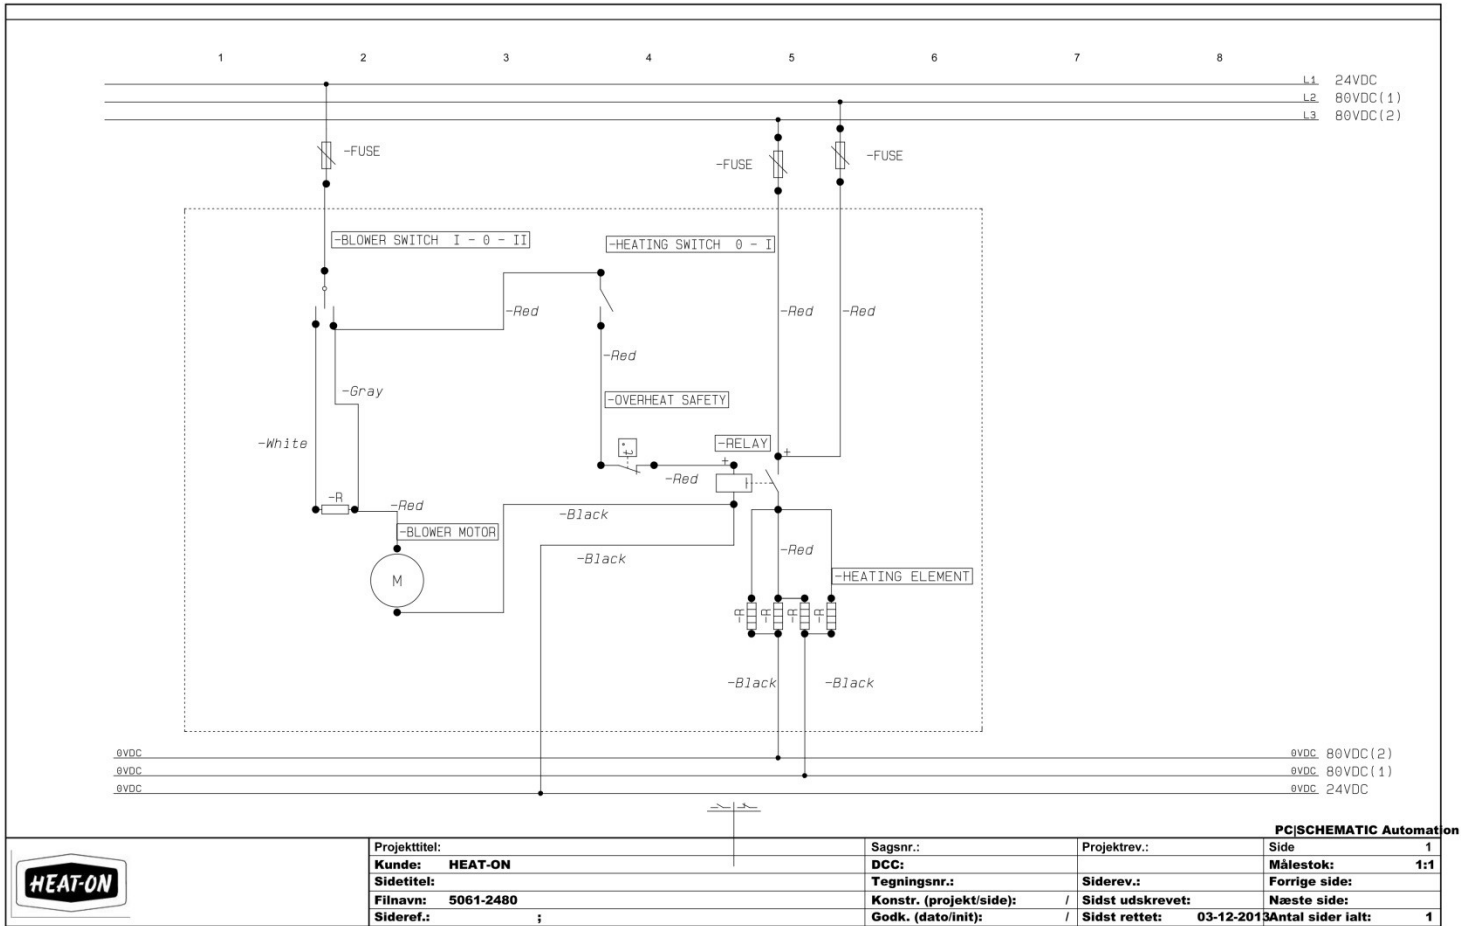 1 2 3 4 5 6 7 8
L1 24VDC
L2 80VDC(1)
L3 80VDC(2)
-FUSE
-FUSE
-FUSE
-BLOWER SWITCH I - 0 - II
-HEATING SWITCH 0 - I
-Red
-Red
-Red
-Red
-Gray
-OVERHEAT SAFETY
-White
-RELAY
t°
+
+
-Red
-R
-Red
-Black
-BLOWER MOTOR
-Red
-Black
M
-HEATING ELEMENT
-R
-R
-R
-R
-Black
-Black
0VDC 0VDC 80VDC(2)
0VDC 0VDC 80VDC(1)
0VDC 0VDC 24VDC
PC|SCHEMATIC Automation
HEAT-ON
Projekttitel: Sagsnr.: Projektrev.: Side 1
Kunde: HEAT-ON DCC: Målestok: 1:1
Sidetitel: Tegningsnr.: Siderev.: Forrige side:
Filnavn: 5061-2480 Konstr. (projekt/side): / Sidst udskrevet: Næste side:
Sideref.: ; Godk. (dato/init): / Sidst rettet: 03-12-2013 Antal sider ialt: 1